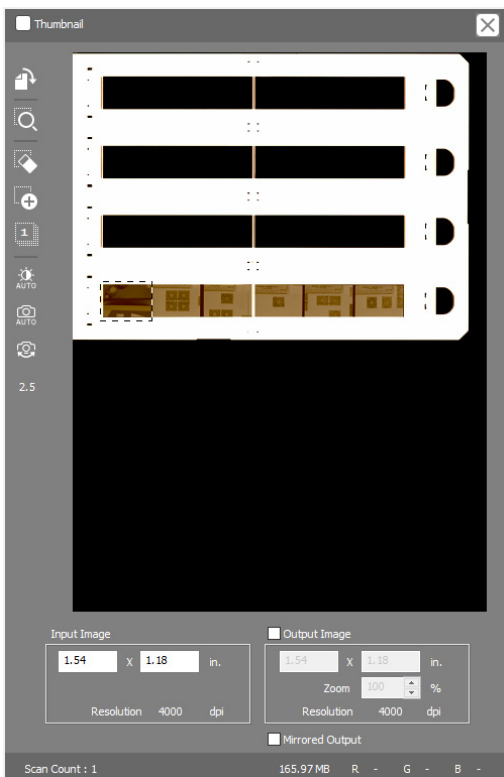 Thumbnail
1
AUTO
AUTO
2.5
Input Image
1.54 X 1.18 in.
Resolution 4000 dpi
Output Image
1.54 X 1.18 in.
Zoom 100 %
Resolution 4000 dpi
Mirrored Output
Scan Count : 1
165.97 MB R - G - B -